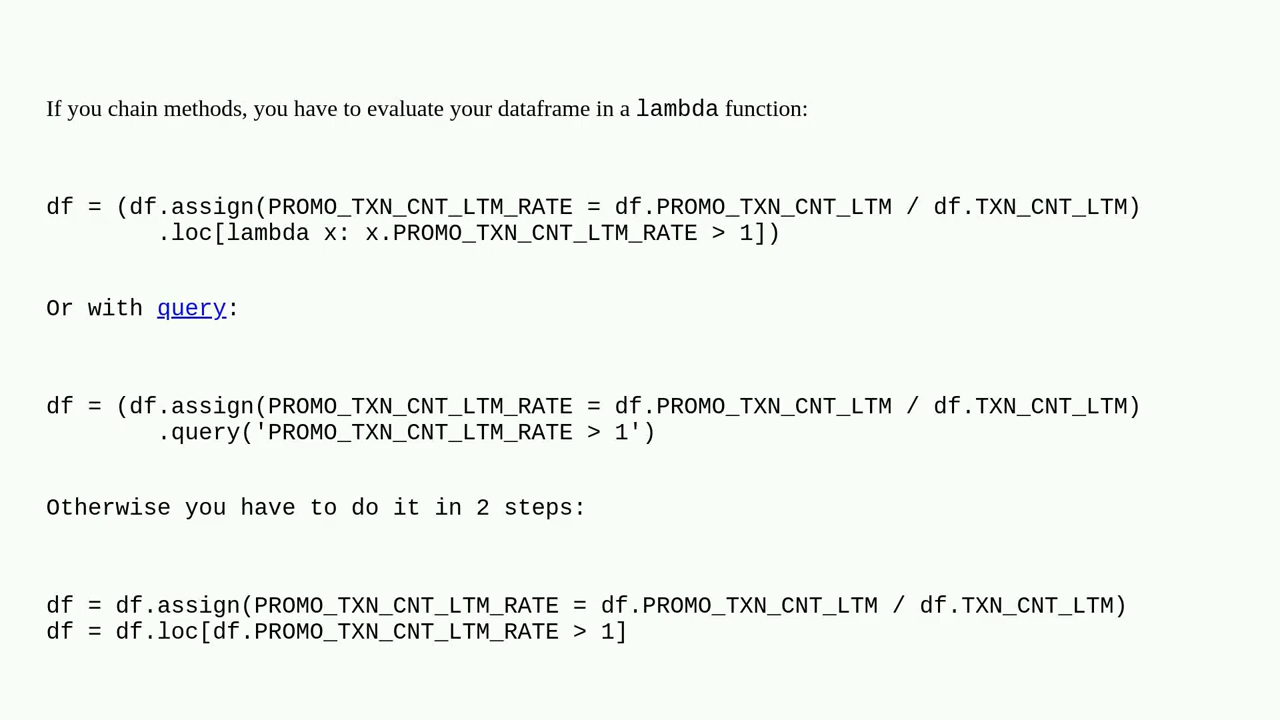 If you chain methods, you have to evaluate your dataframe in a lambda function:
df = (df.assign(PROMO_TXN_CNT_LTM_RATE = df.PROMO_TXN_CNT_LTM / df.TXN_CNT_LTM)
.loc[lambda x: x.PROMO_TXN_CNT_LTM_RATE > 1])
Or with query:
df = (df.assign(PROMO_TXN_CNT_LTM_RATE = df.PROMO_TXN_CNT_LTM / df.TXN_CNT_LTM)
.query('PROMO_TXN_CNT_LTM_RATE > 1')
Otherwise you have to do it in 2 steps:
df = df.assign(PROMO_TXN_CNT_LTM_RATE = df.PROMO_TXN_CNT_LTM / df.TXN_CNT_LTM)
df = df.loc[df.PROMO_TXN_CNT_LTM_RATE > 1]